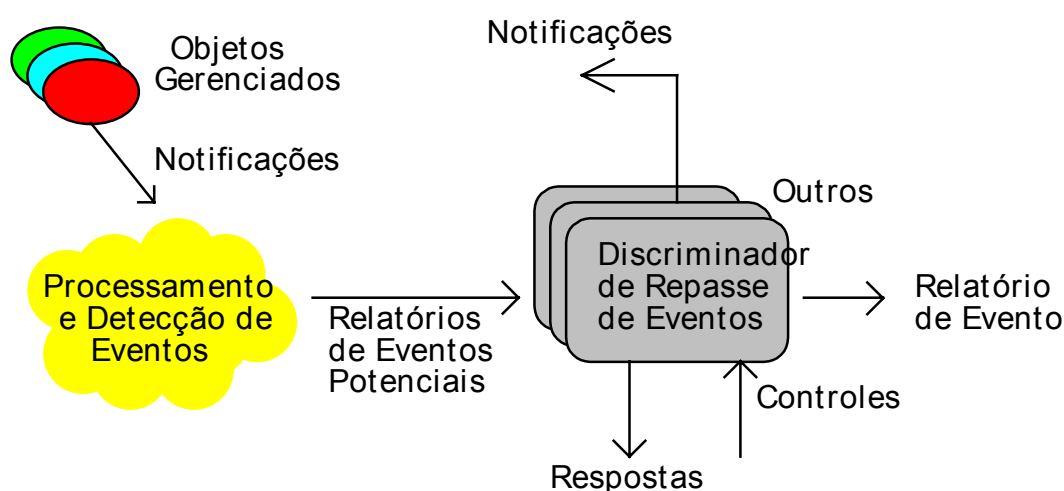 Objetos
Gerenciados
Notificações
Notificações
Outros
Processamento
e Detecção de
Eventos
Relatórios
de Eventos
Potenciais
Discriminador
de Repasse
de Eventos
Relatório
de Evento
Controles
Respostas